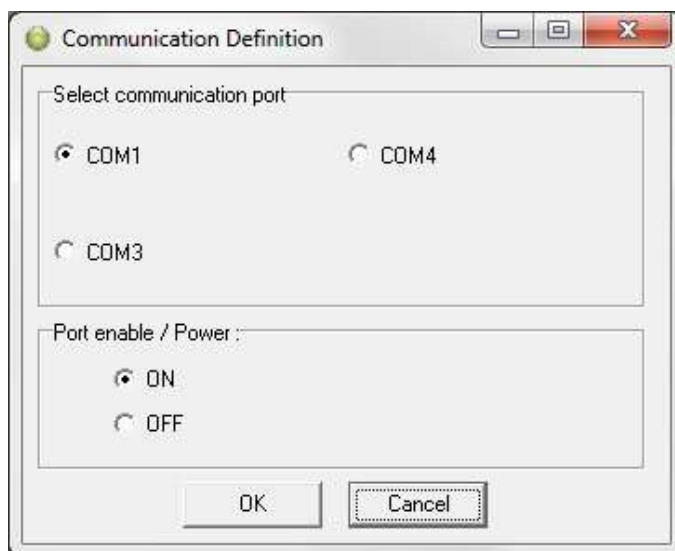 Communication Definition
Select communication port
COM1 COM4
COM3
Port enable / Power :
ON
OFF
OK Cancel